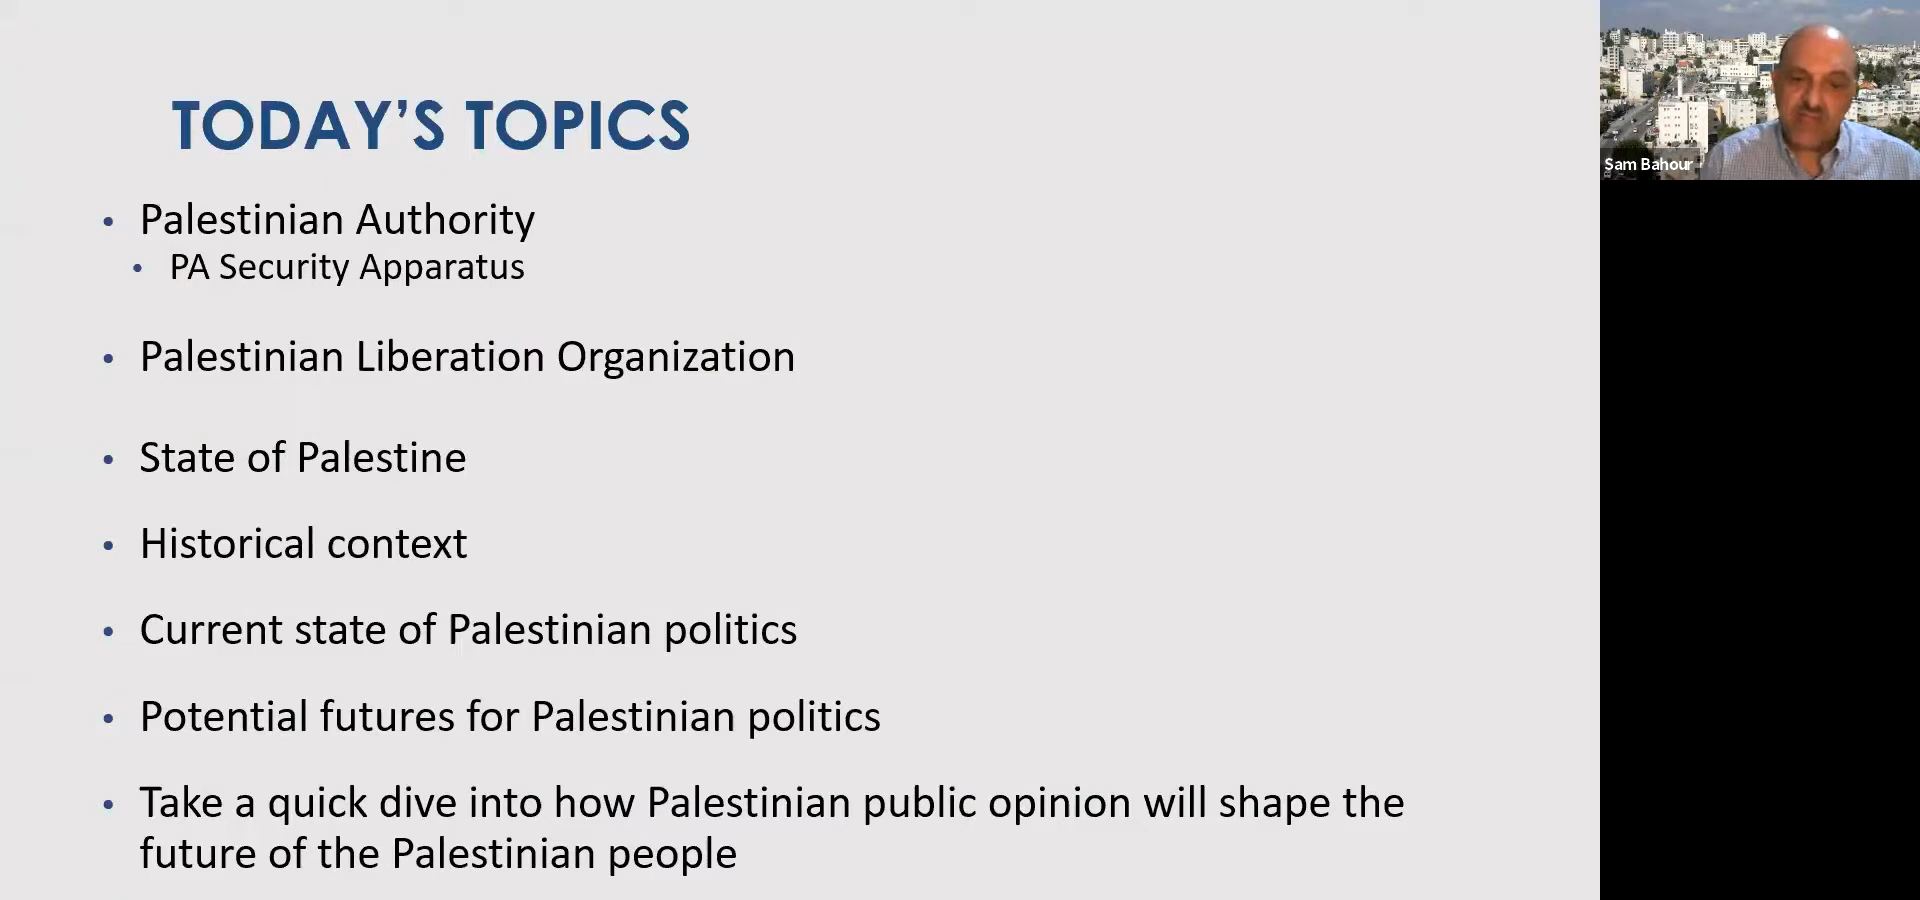 TODAY’S TOPICS
• Palestinian Authority
• PA Security Apparatus
• Palestinian Liberation Organization
• State of Palestine
• Historical context
• Current state of Palestinian politics
• Potential futures for Palestinian politics
• Take a quick dive into how Palestinian public opinion will shape the
future of the Palestinian people
Sam Bahour